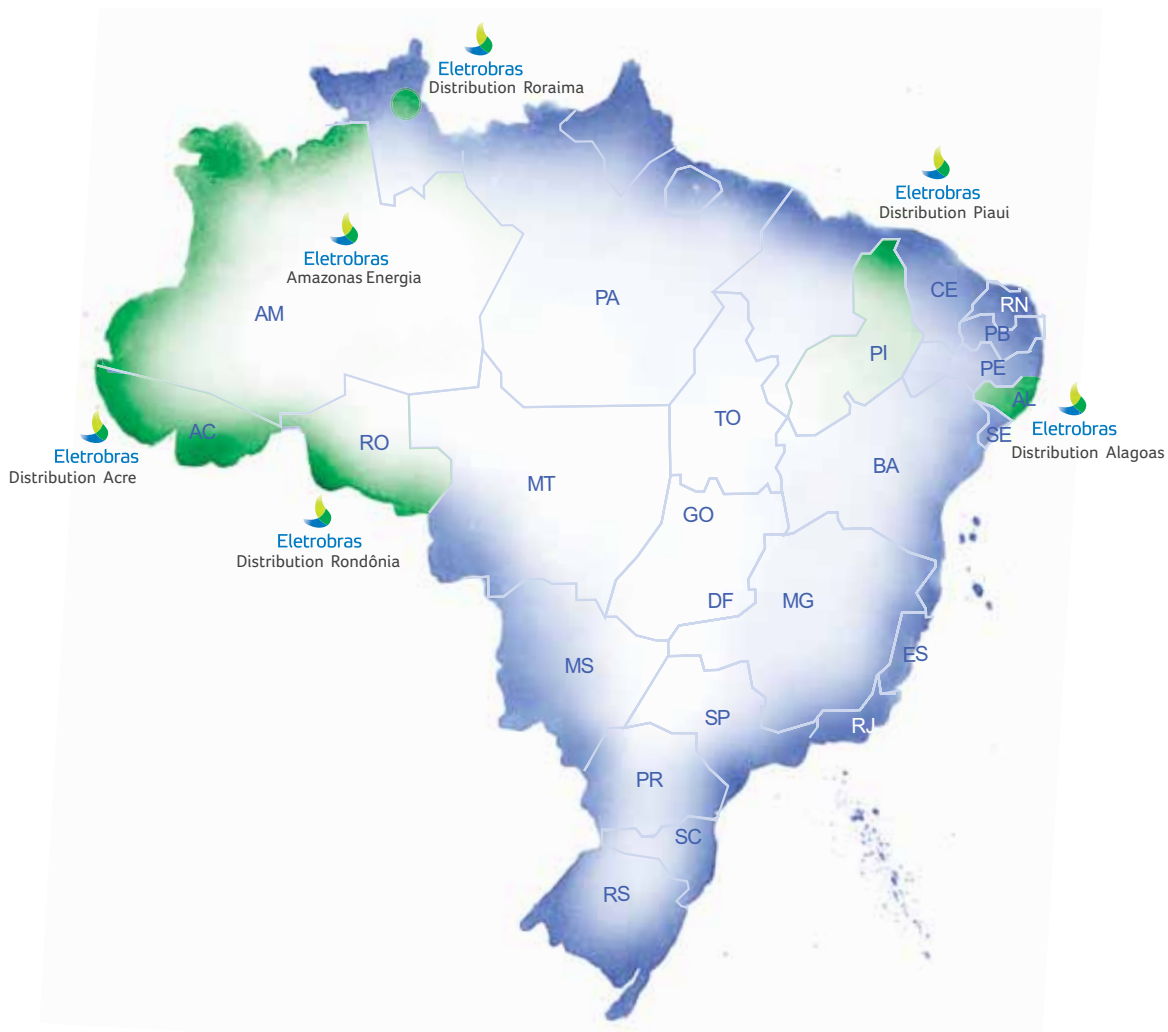 Eletrobras
Distribution Roraima
Eletrobras
Distribution Piaui
Eletrobras
Amazonas Energia
CE
PA
RN
AM
PB
PI
PE
AL
TO
Eletrobras
Distribution Alagoas
AC
SE
RO
Eletrobras
Distribution Acre
BA
MT
GO
Eletrobras
Distribution Rondônia
DF
MG
ES
MS
SP
RJ
PR
SC
RS